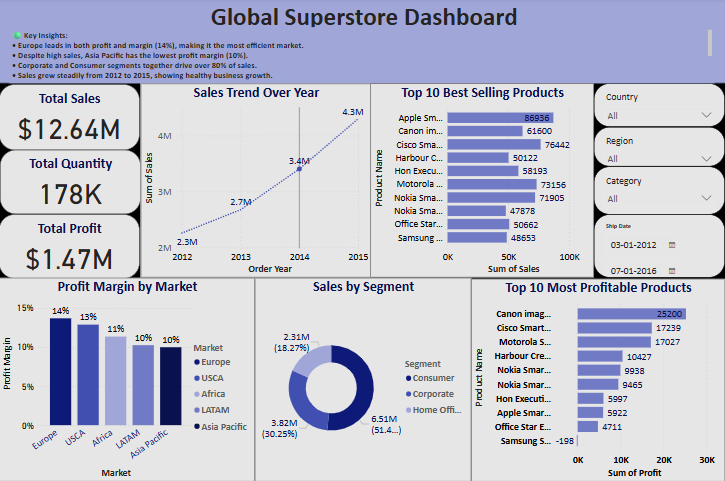 Global Superstore Dashboard
Key Insights:
• Europe leads in both profit and margin (14%), making it the most efficient market.
• Despite high sales, Asia Pacific has the lowest profit margin (10%).
• Corporate and Consumer segments together drive over 80% of sales.
• Sales grew steadily from 2012 to 2015, showing healthy business growth.
Total Sales
$12.64M
Total Quantity
178K
Total Profit
$1.47M
Sales Trend Over Year
Sum of Sales
4M
3M
2M
2.3M
2.7M
3.4M
4.3M
2012 2013 2014 2015
Order Year
Top 10 Best Selling Products
Product Name
Apple Sm... 86936
Canon im... 61600
Cisco Sma... 76442
Harbour C... 50122
Hon Execu... 58193
Motorola ... 73156
Nokia Sma... 71905
Nokia Sma... 47878
Office Star... 50662
Samsung ... 48653
0K 50K 100K
Sum of Sales
Country
All
Region
All
Category
All
Ship Date
03-01-2012
07-01-2016
Profit Margin by Market
Profit Margin
15%
10%
5%
0%
14% 13% 11% 10% 10%
Europe USCA Africa LATAM Asia Pacific
Market
Market
Europe
USCA
Africa
LATAM
Asia Pacific
Sales by Segment
2.31M
(18.27%)
3.82M
(30.25%)
6.51M
(51.4...)
Segment
Consumer
Corporate
Home Offi...
Top 10 Most Profitable Products
Product Name
Canon imag... 25200
Cisco Smart... 17239
Motorola S... 17027
Harbour Cre... 10427
Nokia Smar... 9938
Nokia Smar... 9465
Hon Executi... 5997
Apple Smar... 5922
Office Star E... 4711
Samsung S... -198
0K 10K 20K 30K
Sum of Profit